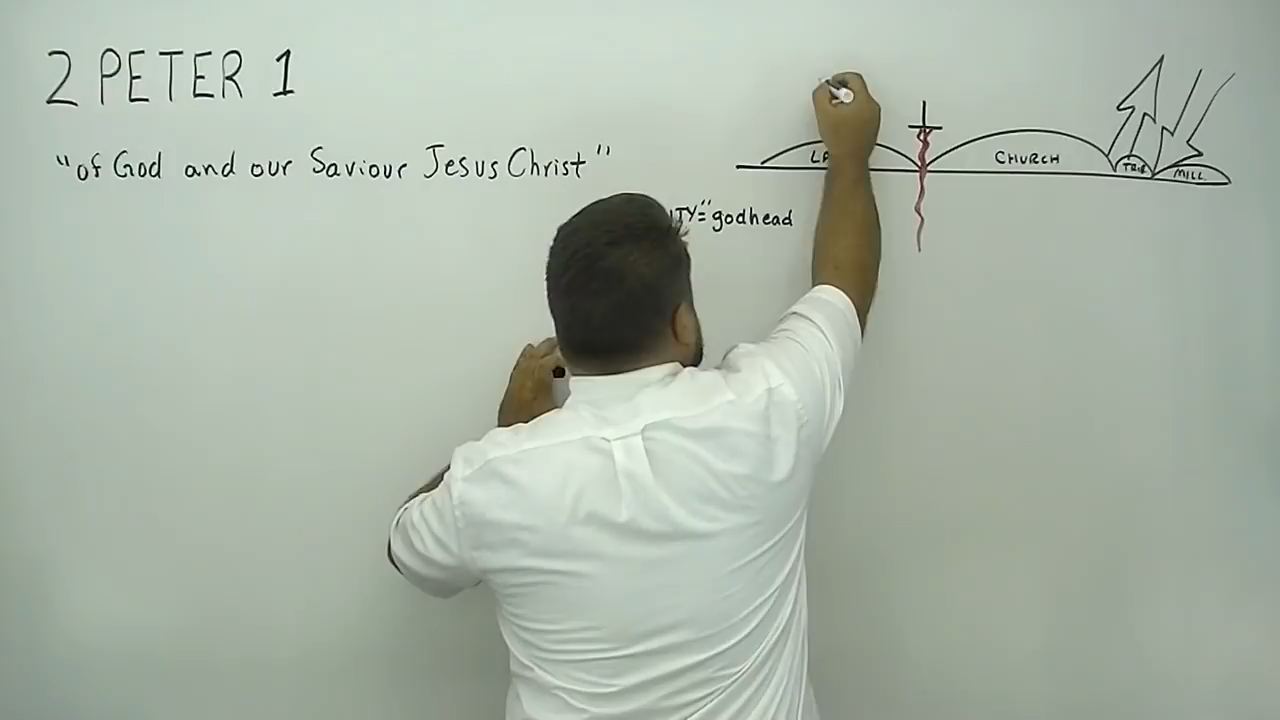 2 PETER 1
"of God and our Saviour Jesus Christ"
CHURCH
TRIB
MILL.
godhead